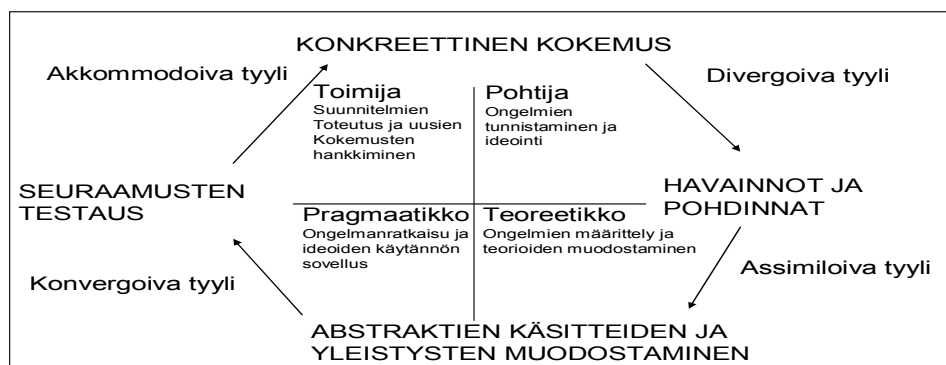 KONKREETTINEN KOKEMUS
Akkommodoiva tyyli
Divergoiva tyyli
Toimija
Suunnitelmien
Toteutus ja uusien
Kokemusten
hankkiminen
Pohtija
Ongelmien
tunnistaminen ja
ideointi
SEURAAMUSTEN
TESTAUS
HAVAINNOT JA
POHDINNAT
Pragmaatikko
Ongelmanratkaisu ja
ideoiden käytännön
sovellus
Teoreetikko
Ongelmien määrittely ja
teorioiden muodostaminen
Konvergoiva tyyli
Assimiloiva tyyli
ABSTRAKTIEN KÄSITTEIDEN JA
YLEISTYSTEN MUODOSTAMINEN